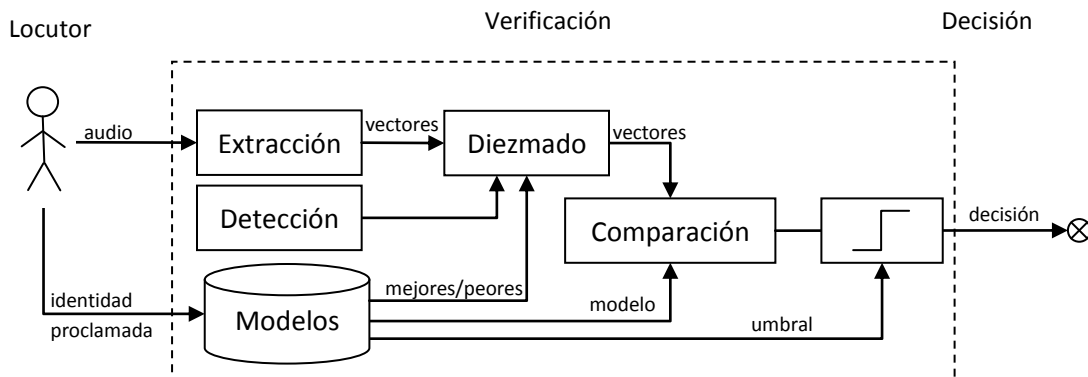 Locutor
Verificación
Decisión
audio
Extracción
vectores
Diezmado
vectores
Detección
Comparación
decisión
identidad
proclamada
Modelos
mejores/peores
modelo
umbral